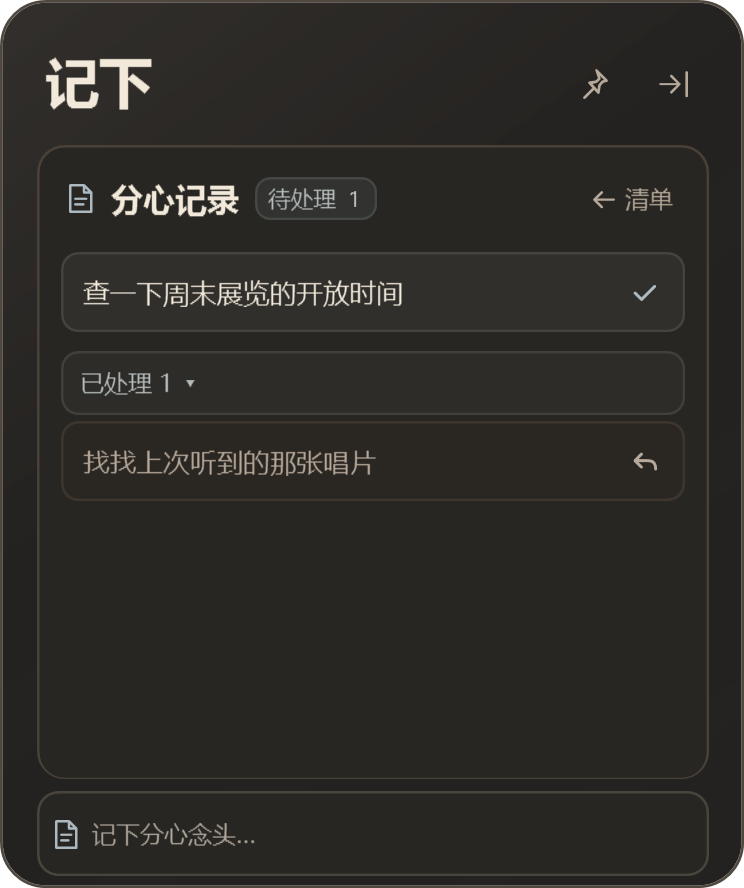 记下
分心记录 待处理 1 ← 清单
查一下周末展览的开放时间
已处理 1 ▾
找找上次听到的那张唱片
记下分心念头...